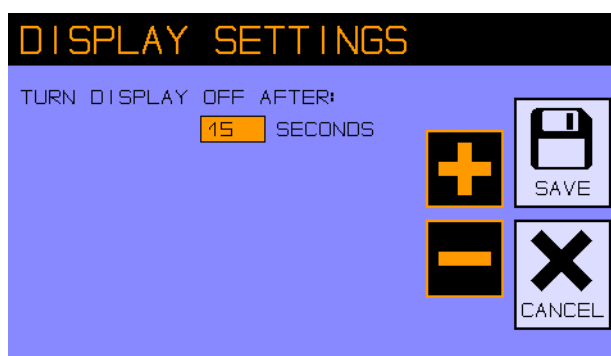 DISPLAY SETTINGS
TURN DISPLAY OFF AFTER:
15 SECONDS
SAVE
CANCEL